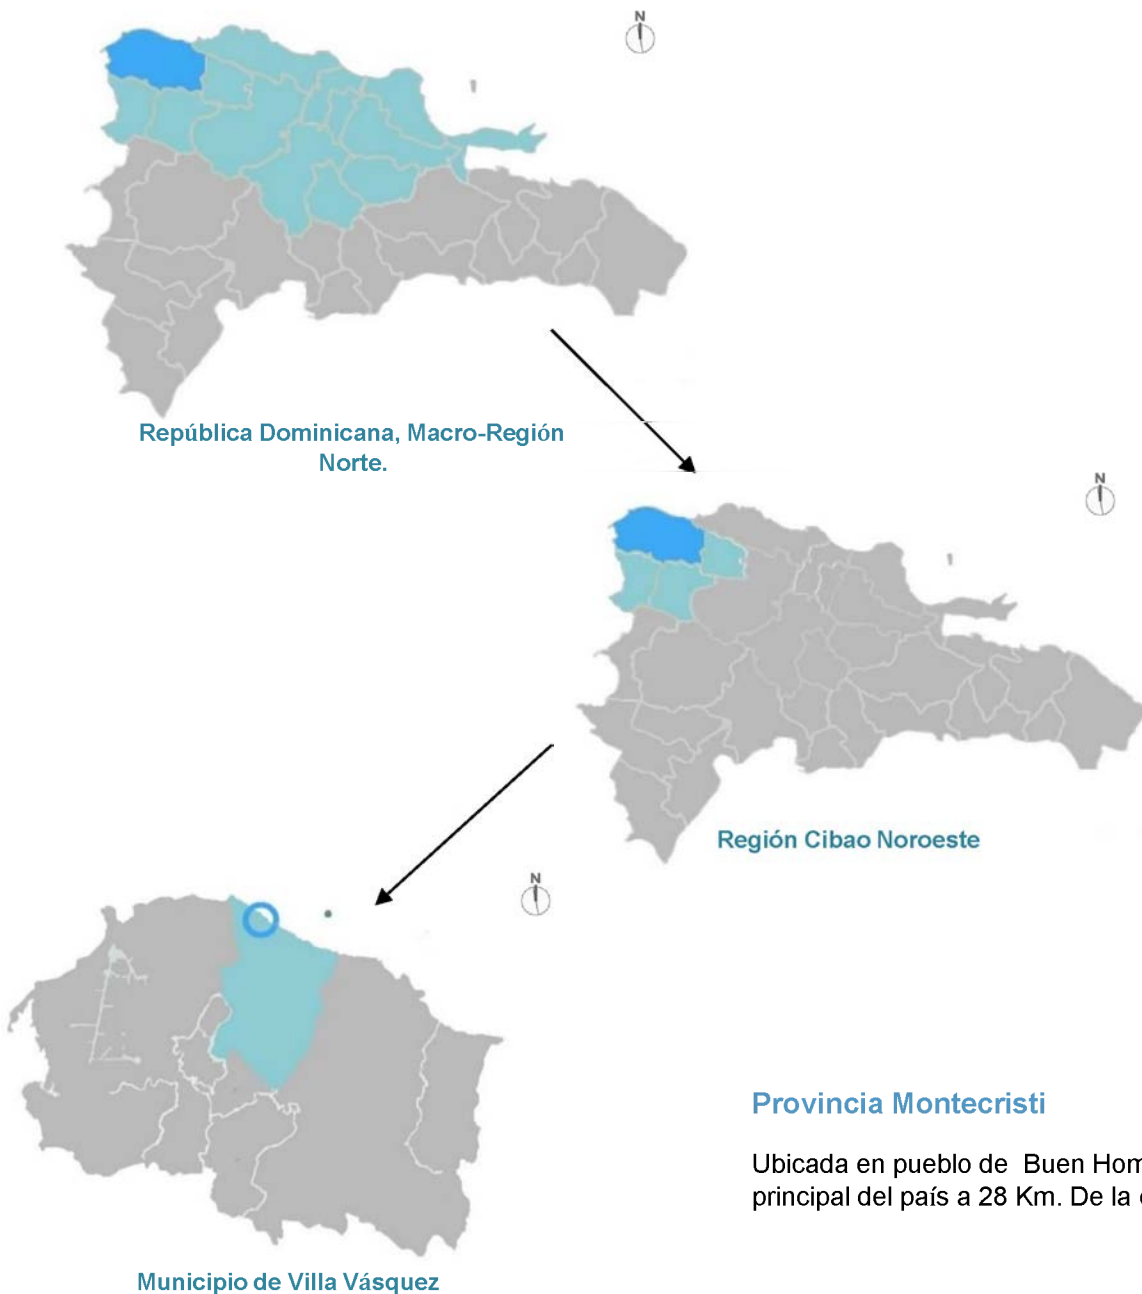 N
República Dominicana, Macro-Región
Norte.
N
Región Cibao Noroeste
N
Provincia Montecristi
Ubicada en pueblo de Buen
principal del país a 28 Km. De la
Municipio de Villa Vásquez